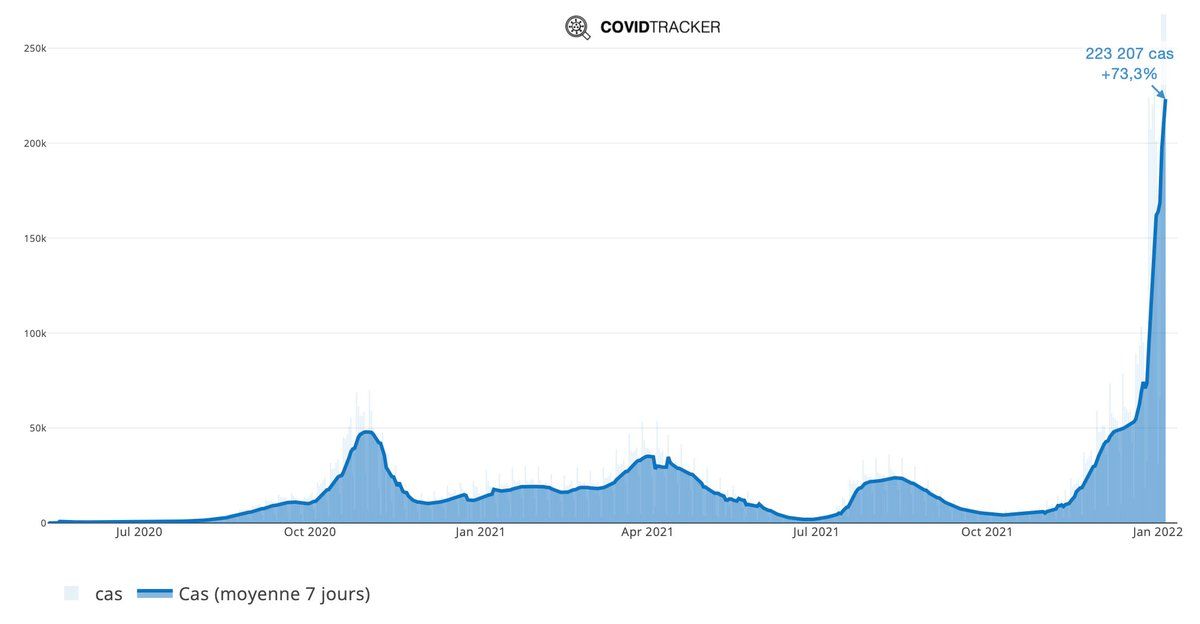 COVIDTRACKER
250k
223 207 cas
+73,3%
200k
150k
100k
50k
0
Jul 2020
Oct 2020
Jan 2021
Apr 2021
Jul 2021
Oct 2021
Jan 2022
cas
Cas (moyenne 7 jours)